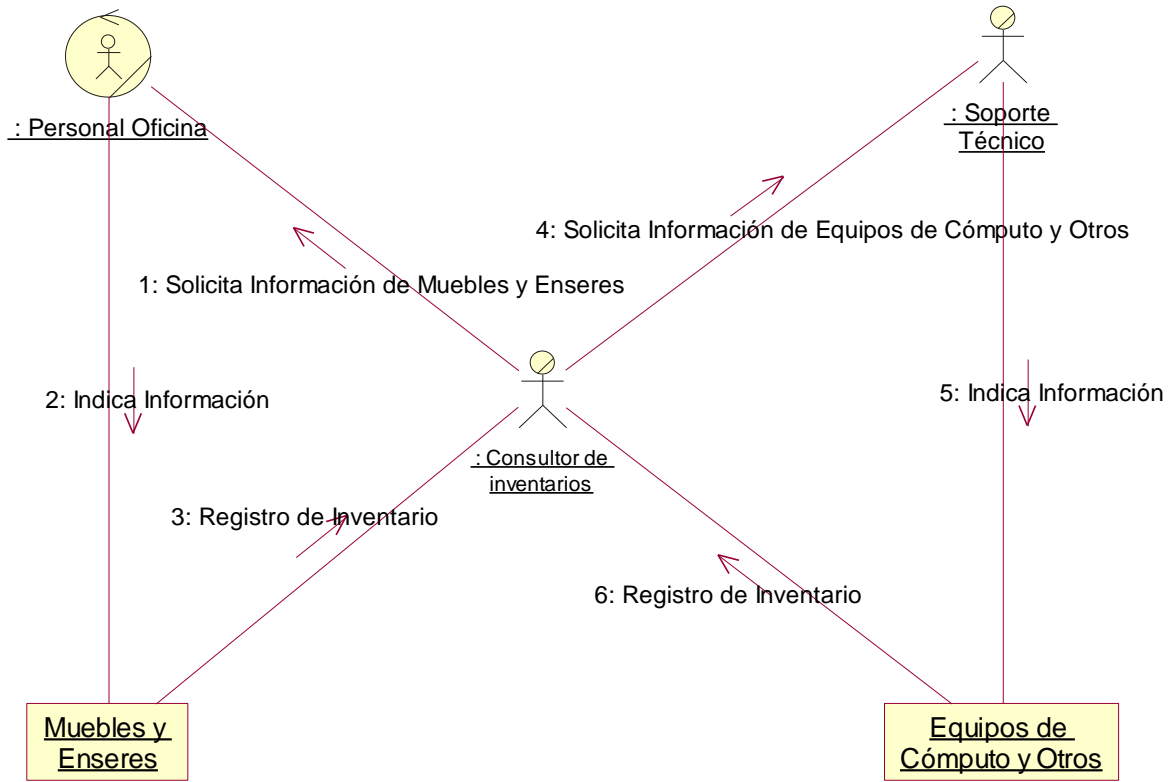 : Personal Oficina
: Soporte
Técnico
4: Solicita Información de Equipos de Cómputo y Otros
1: Solicita Información de Muebles y Enseres
2: Indica Información
5: Indica Información
: Consultor de
inventarios
3: Registro de Inventario
6: Registro de Inventario
Muebles y
Enseres
Equipos de
Cómputo y Otros